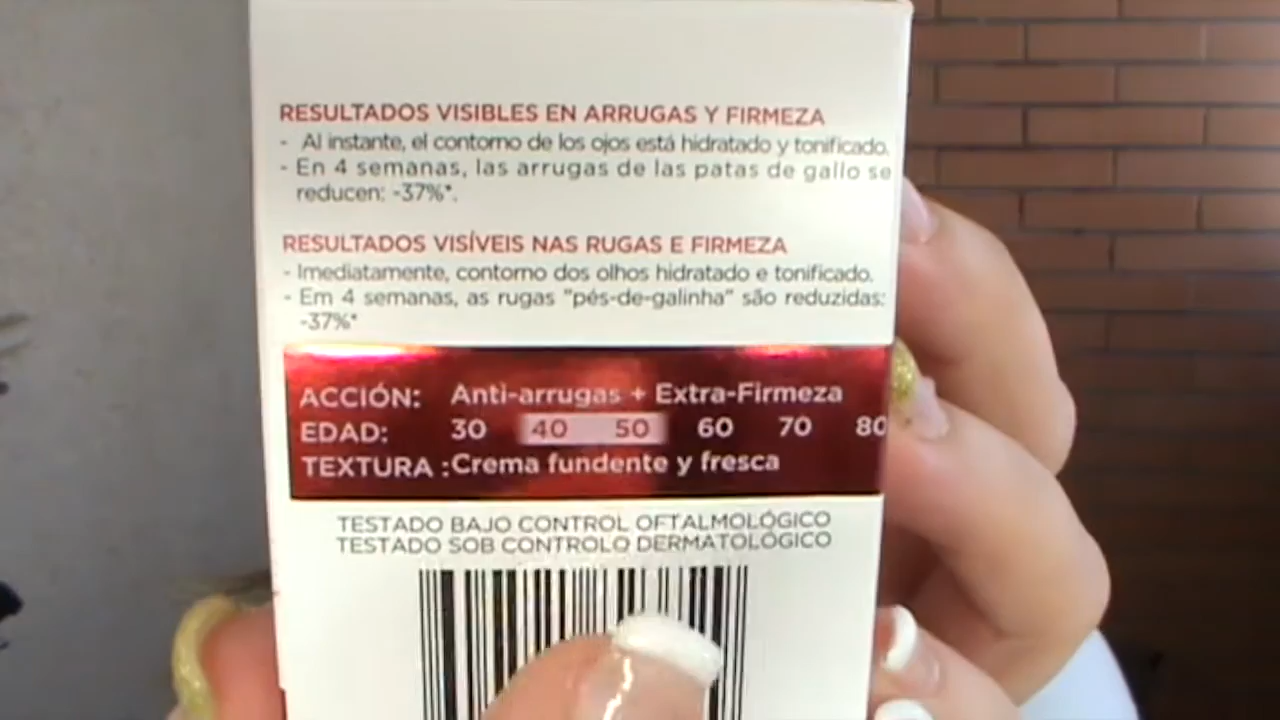 RESULTADOS VISIBLES EN ARRUGAS Y FIRMEZA
- Al instante, el contorno de los ojos está hidratado y tonificado.
- En 4 semanas, las arrugas de las patas de gallo se
reducen: -37%*.
RESULTADOS VISÍVEIS NAS RUGAS E FIRMEZA
- Imediatamente, contorno dos olhos hidratado e tonificado.
- Em 4 semanas, as rugas "pés-de-galinha" são reduzidas:
-37%*
ACCIÓN: Anti-arrugas + Extra-Firmeza
EDAD: 30 40 50 60 70 80
TEXTURA : Crema fundente y fresca
TESTADO BAJO CONTROL OFTALMOLÓGICO
TESTADO SOB CONTROLO DERMATOLÓGICO